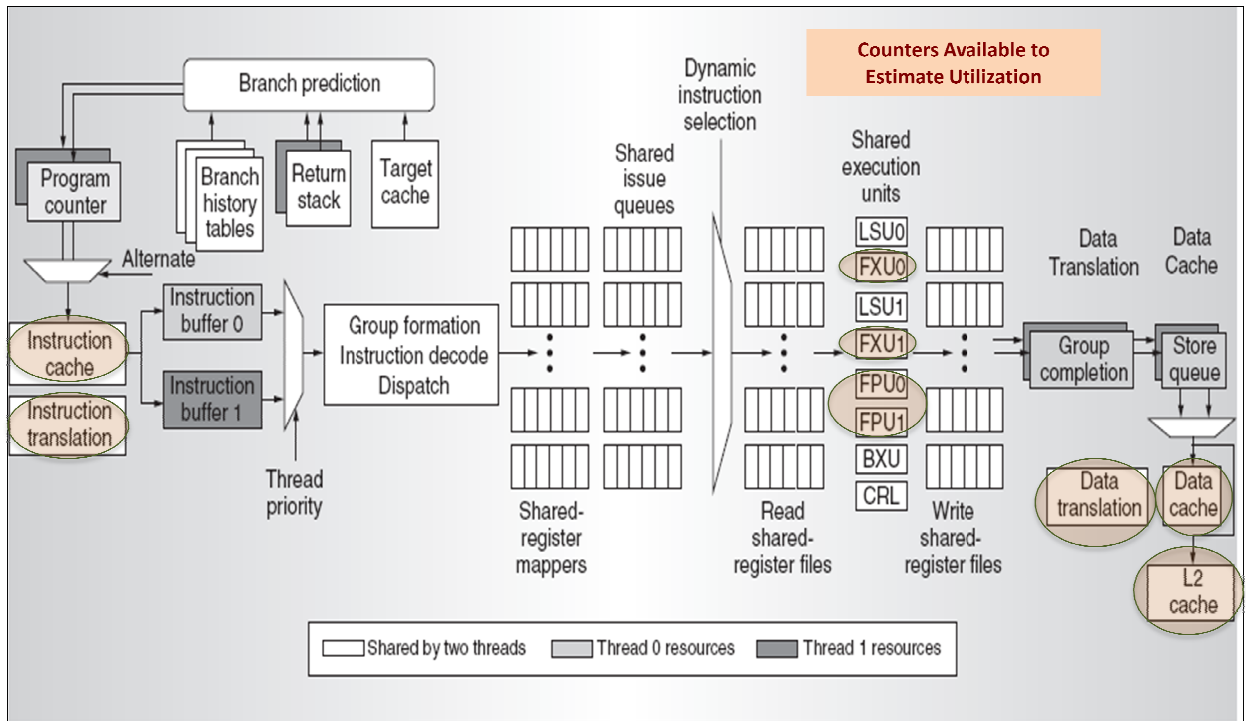 Counters Available to
Estimate Utilization
Branch prediction
Dynamic
instruction
selection
Program
counter
Branch
history
tables
Return
stack
Target
cache
Shared
issue
queues
Shared
execution
units
Alternate
Instruction
cache
Instruction
translation
Instruction
buffer 0
Instruction
buffer 1
Thread
priority
Group formation
Instruction decode
Dispatch
Shared-
register
mappers
Read
shared-
register files
LSU0
FXU0
LSU1
FXU1
FPU0
FPU1
BXU
CRL
Write
shared-
register files
Data
Translation
Data
Cache
Group
completion
Store
queue
Data
translation
Data
cache
L2
cache
Shared by two threads
Thread 0 resources
Thread 1 resources